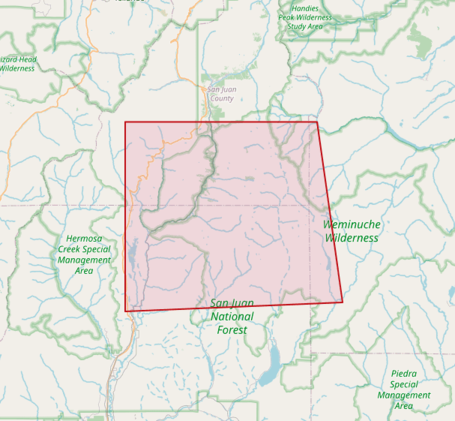 Handies
Peak Wilderness
Study Area
izard Head
Wilderness
San Juan
County
Weminuche
Wilderness
Hermosa
Creek Special
Management
Area
San Juan
National
Forest
Piedra
Special
Management
Area